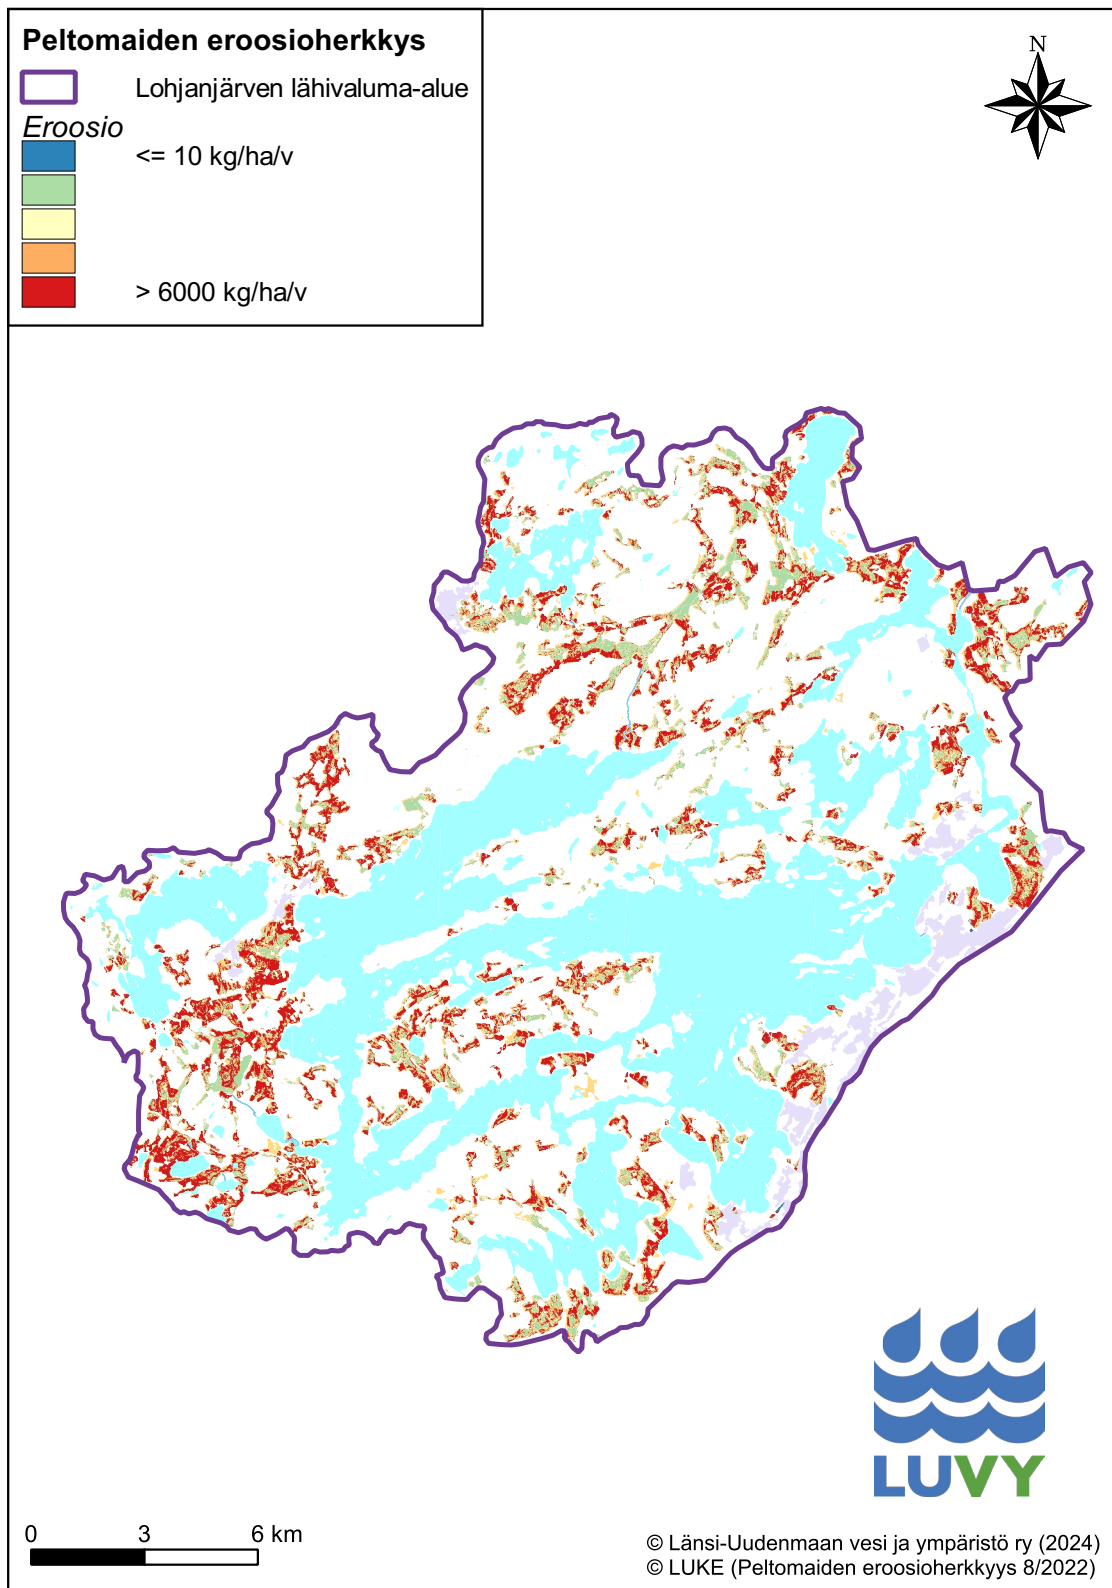 Peltomaiden eroosioherkkys
Lohjanjärven lähivaluma-alue
Eroosio
<= 10 kg/ha/v
> 6000 kg/ha/v
N
LUVY
0 3 6 km
© Länsi-Uudenmaan vesi ja ympäristö ry (2024)
© LUKE (Peltomaiden eroosioherkkyys 8/2022)